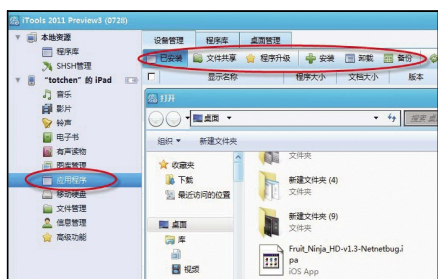 iTools 2011 Preview3 (0728)
本地资源
程序库
SHSH管理
“totchen” 的 iPad
音乐
影片
铃声
电子书
有声读物
图库管理
应用程序
移动硬盘
文件管理
信息管理
高级功能
设备管理 程序库 桌面管理
已安装 文件共享 程序升级 安装 卸载 备份
显示名称 程序大小 文档大小 版本
打开
桌面
搜索 桌
组织 新建文件夹
收藏夹
下载
最近访问的位置
桌面
库
视频
文件夹
新建文件夹 (4)
文件夹
新建文件夹 (9)
文件夹
Fruit_Ninja_HD-v1.3-Netnetbug.i
pa
iOS App